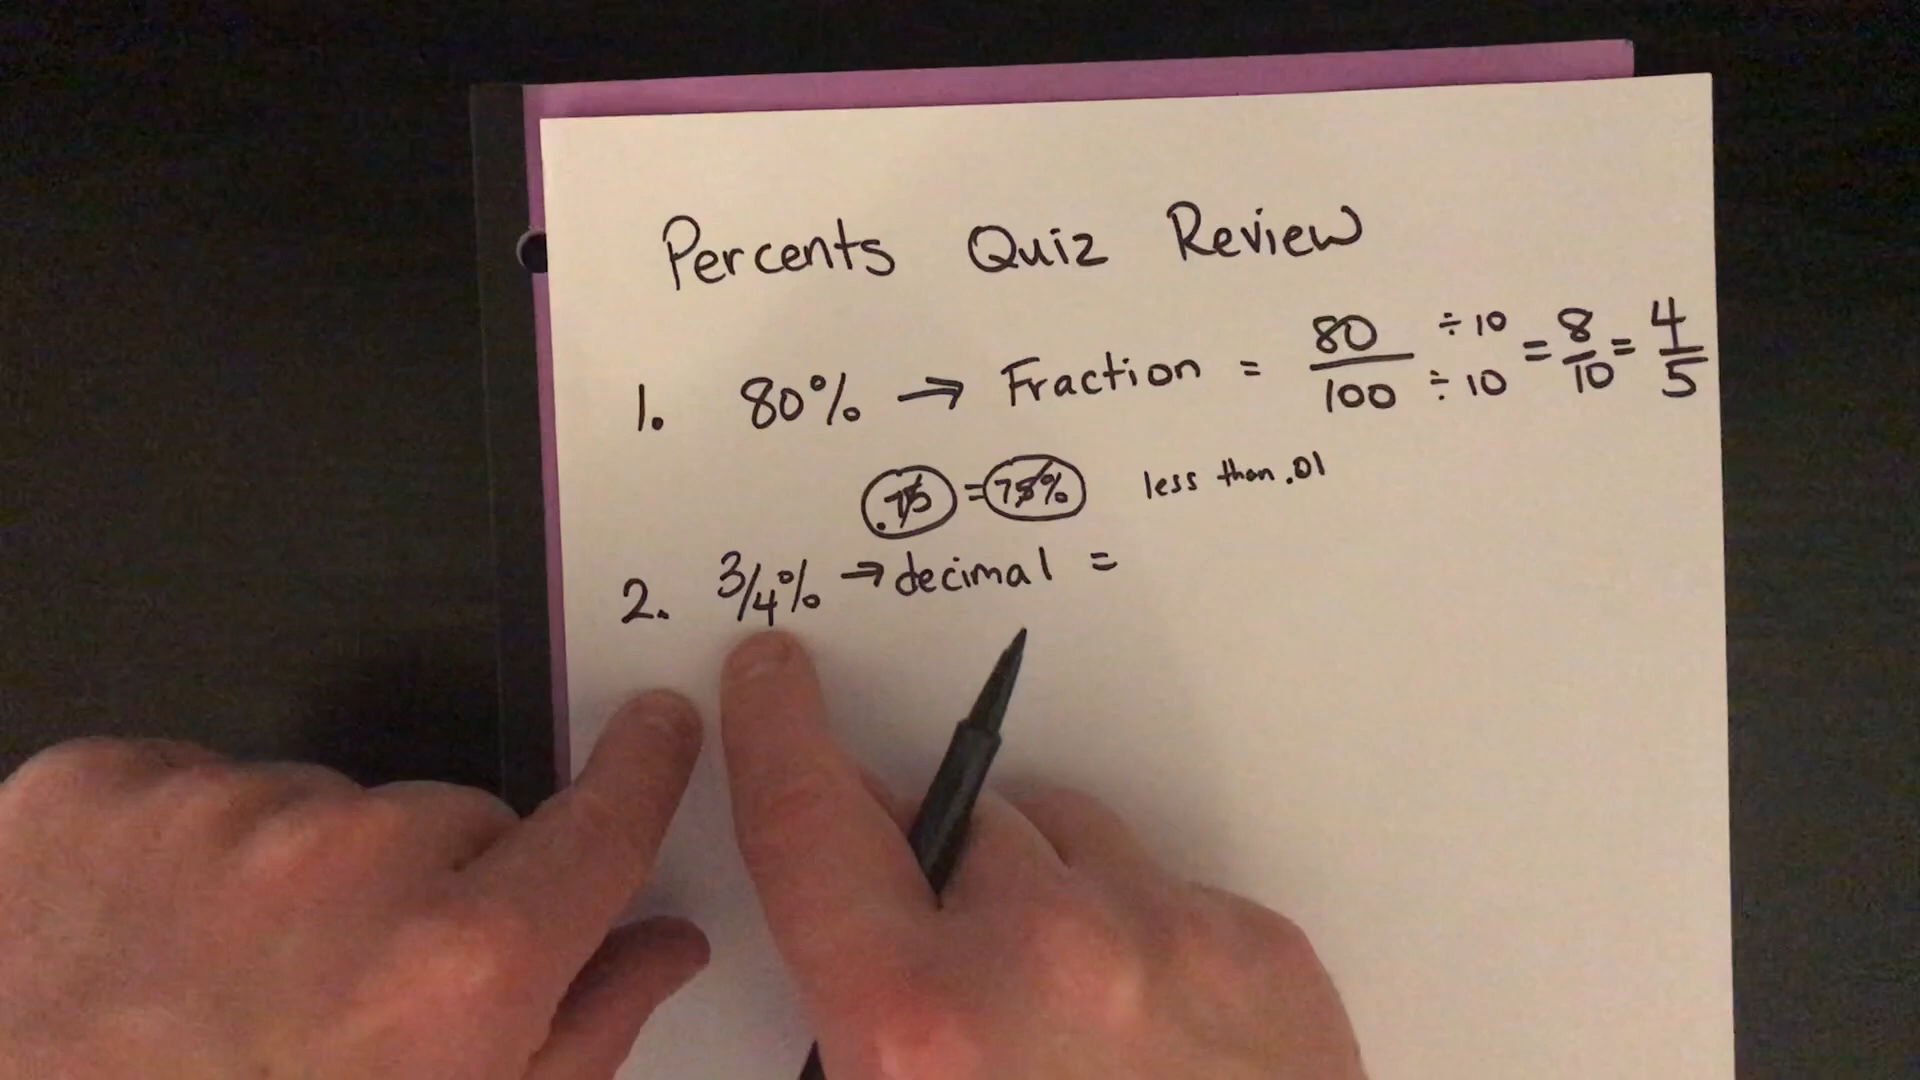 Percents Quiz Review
1. 80% → Fraction = 80/100 ÷10/÷10 = 8/10 = 4/5
.75 = 75% less than .01
2. 3/4% → decimal =